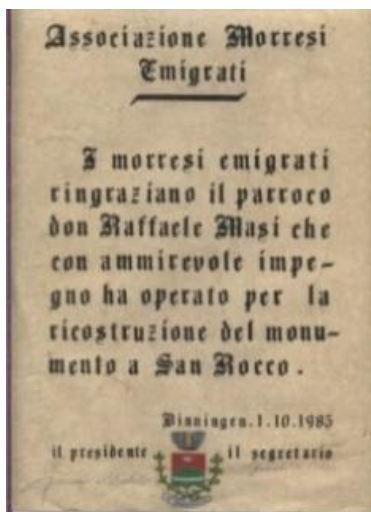 Associazione Morresi
Emigrati
I morresi emigrati
ringraziano il parroco
don Raffaele Masi che
con ammirevole impe-
gno ha operato per la
ricostruzione del monu-
mento a San Rocco.
Binningen. 1.10.1985
il presidente il segretario